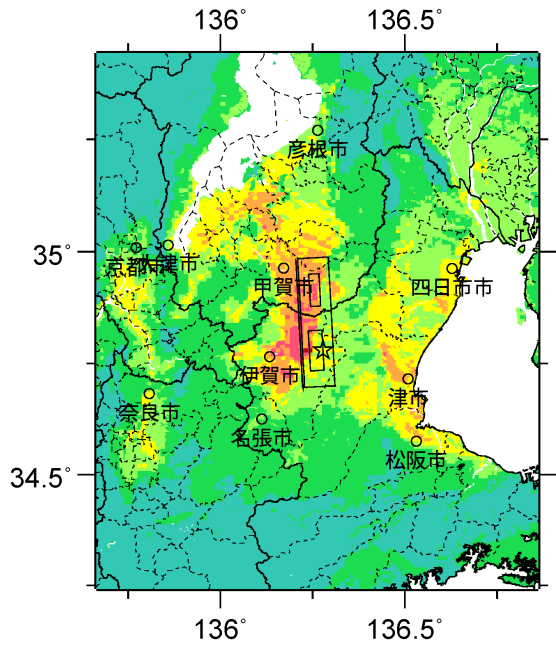 136° 136.5°
彦根市
35°
京都市 大津市
甲賀市 四日市市
伊賀市
津市
奈良市
名張市
松阪市
34.5°
136° 136.5°